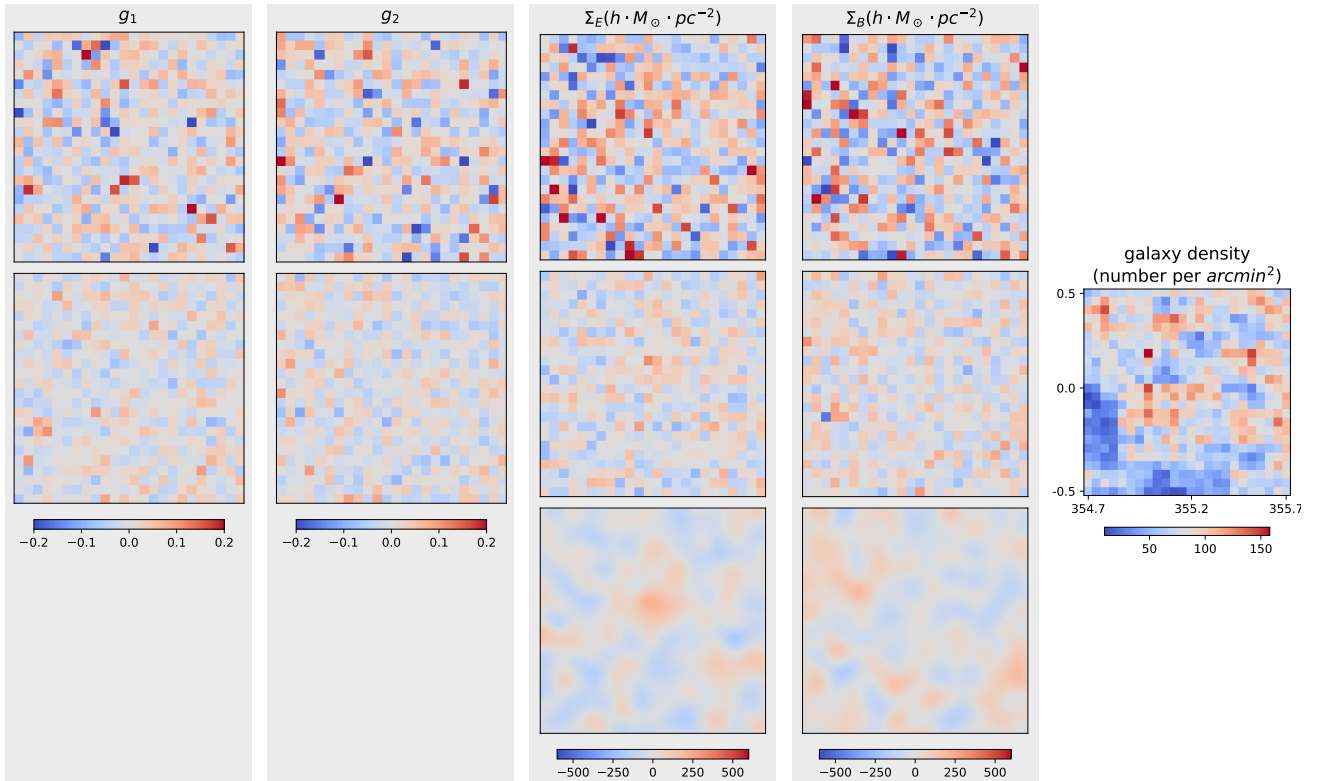 g₁
g₂
Σ_E(h · M_⊙ · pc⁻²)
Σ_B(h · M_⊙ · pc⁻²)
galaxy density
(number per arcmin²)
0.5
0.0
-0.5
354.7 355.2 355.7
50 100 150
−0.2 −0.1 0.0 0.1 0.2
−0.2 −0.1 0.0 0.1 0.2
−500 −250 0 250 500
−500 −250 0 250 500